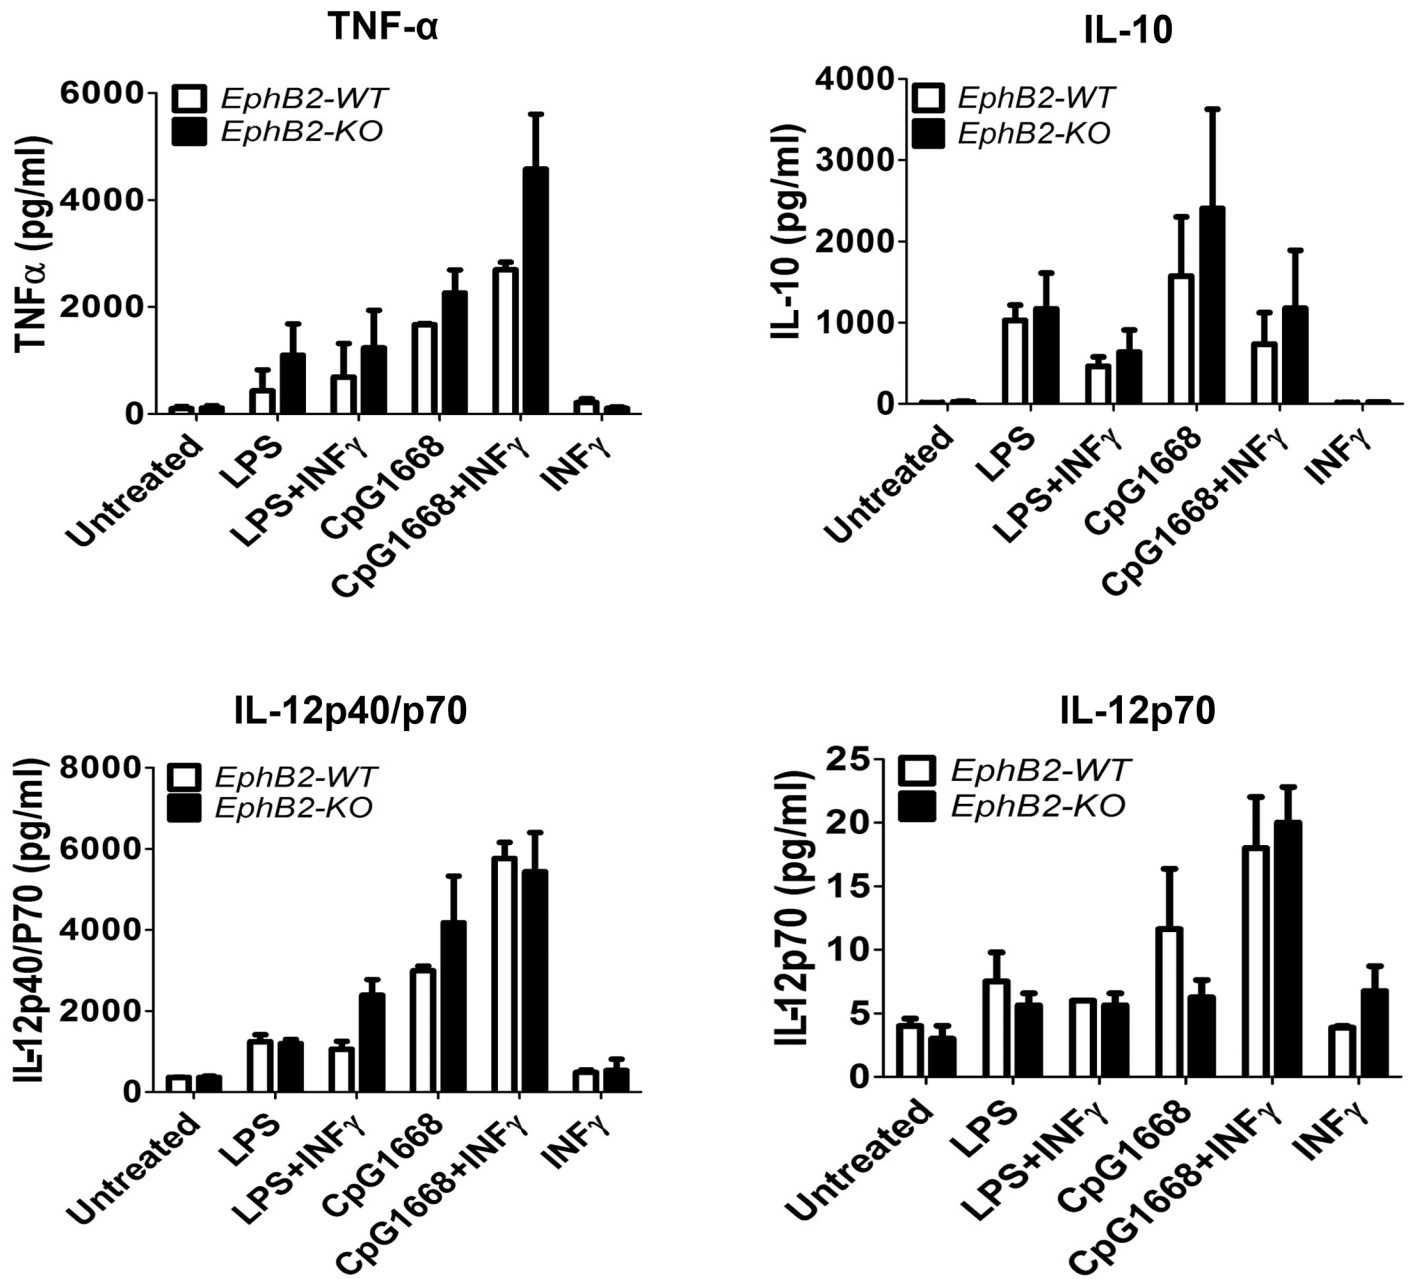 TNF-α
TNFα (pg/ml)
6000
4000
2000
0
EphB2-WT
EphB2-KO
Untreated
LPS
LPS+INFγ
CpG1668
CpG1668+INFγ
INFγ
IL-10
IL-10 (pg/ml)
4000
3000
2000
1000
0
EphB2-WT
EphB2-KO
Untreated
LPS
LPS+INFγ
CpG1668
CpG1668+INFγ
INFγ
IL-12p40/p70
IL-12p40/P70 (pg/ml)
8000
6000
4000
2000
0
EphB2-WT
EphB2-KO
Untreated
LPS
LPS+INFγ
CpG1668
CpG1668+INFγ
INFγ
IL-12p70
IL-12p70 (pg/ml)
25
20
15
10
5
0
EphB2-WT
EphB2-KO
Untreated
LPS
LPS+INFγ
CpG1668
CpG1668+INFγ
INFγ